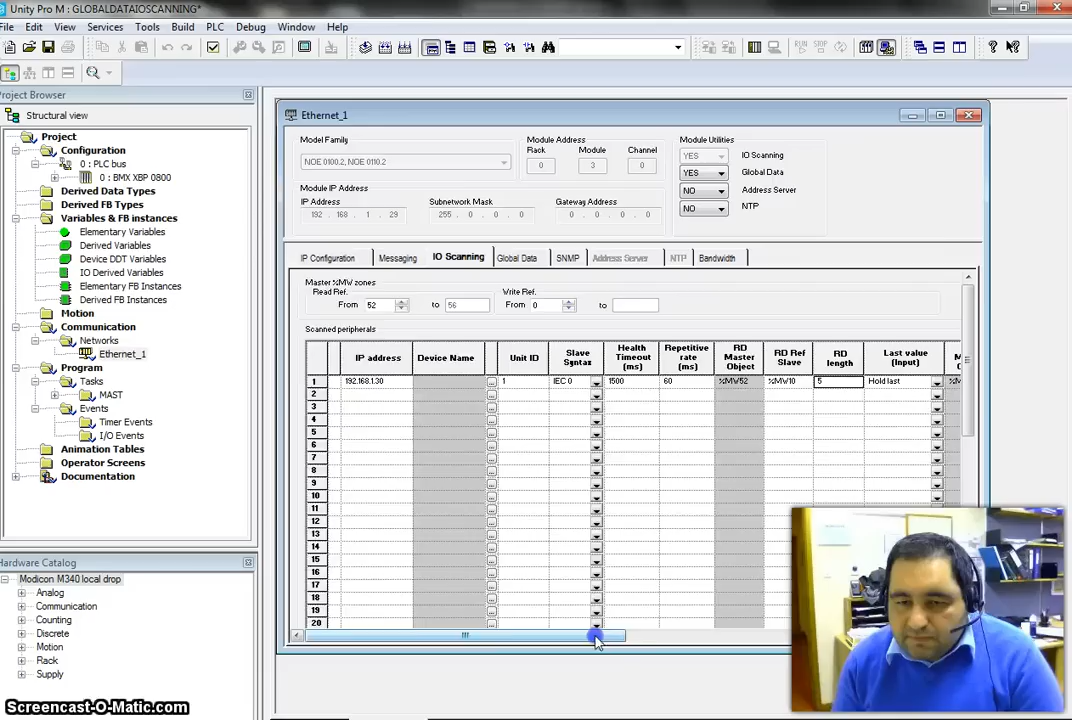 Unity Pro M : GLOBALDATAIOSCANNING*
File Edit View Services Tools Build PLC Debug Window Help
Project Browser
Structural view
Project
Configuration
0 : PLC bus
0 : BMX XBP 0800
Derived Data Types
Derived FB Types
Variables & FB instances
Elementary Variables
Derived Variables
Device DDT Variables
IO Derived Variables
Elementary FB Instances
Derived FB Instances
Motion
Communication
Networks
Ethernet_1
Program
Tasks
MAST
Events
Timer Events
I/O Events
Animation Tables
Operator Screens
Documentation
Hardware Catalog
Modicon M340 local drop
Analog
Communication
Counting
Discrete
Motion
Rack
Supply
Ethernet_1
Model Family
NOE 0100.2, NOE 0110.2
Module Address
Rack Module Channel
0 3 0
Module Utilities
YES IO Scanning
YES Global Data
NO Address Server
NO NTP
Module IP Address
IP Address Subnetwork Mask Gateway Address
192 . 168 . 1 . 29 255 . 0 . 0 . 0 0 . 0 . 0 . 0
IP Configuration Messaging IO Scanning Global Data SNMP Address Server NTP Bandwidth
Master %MW zones
Read Ref. Write Ref.
From 52 to 56 From 0 to
Scanned peripherals
IP address Device Name Unit ID Slave Syntax Health Timeout (ms) Repetitive rate (ms) RD Master Object RD Ref Slave RD length Last value (Input)
1 192.168.1.30 ... 1 IEC 0 1500 60 %MW52 %MW10 5 Hold last
2
3
4
5
6
7
8
9
10
11
12
13
14
15
16
17
18
19
20
Screencast-O-Matic.com